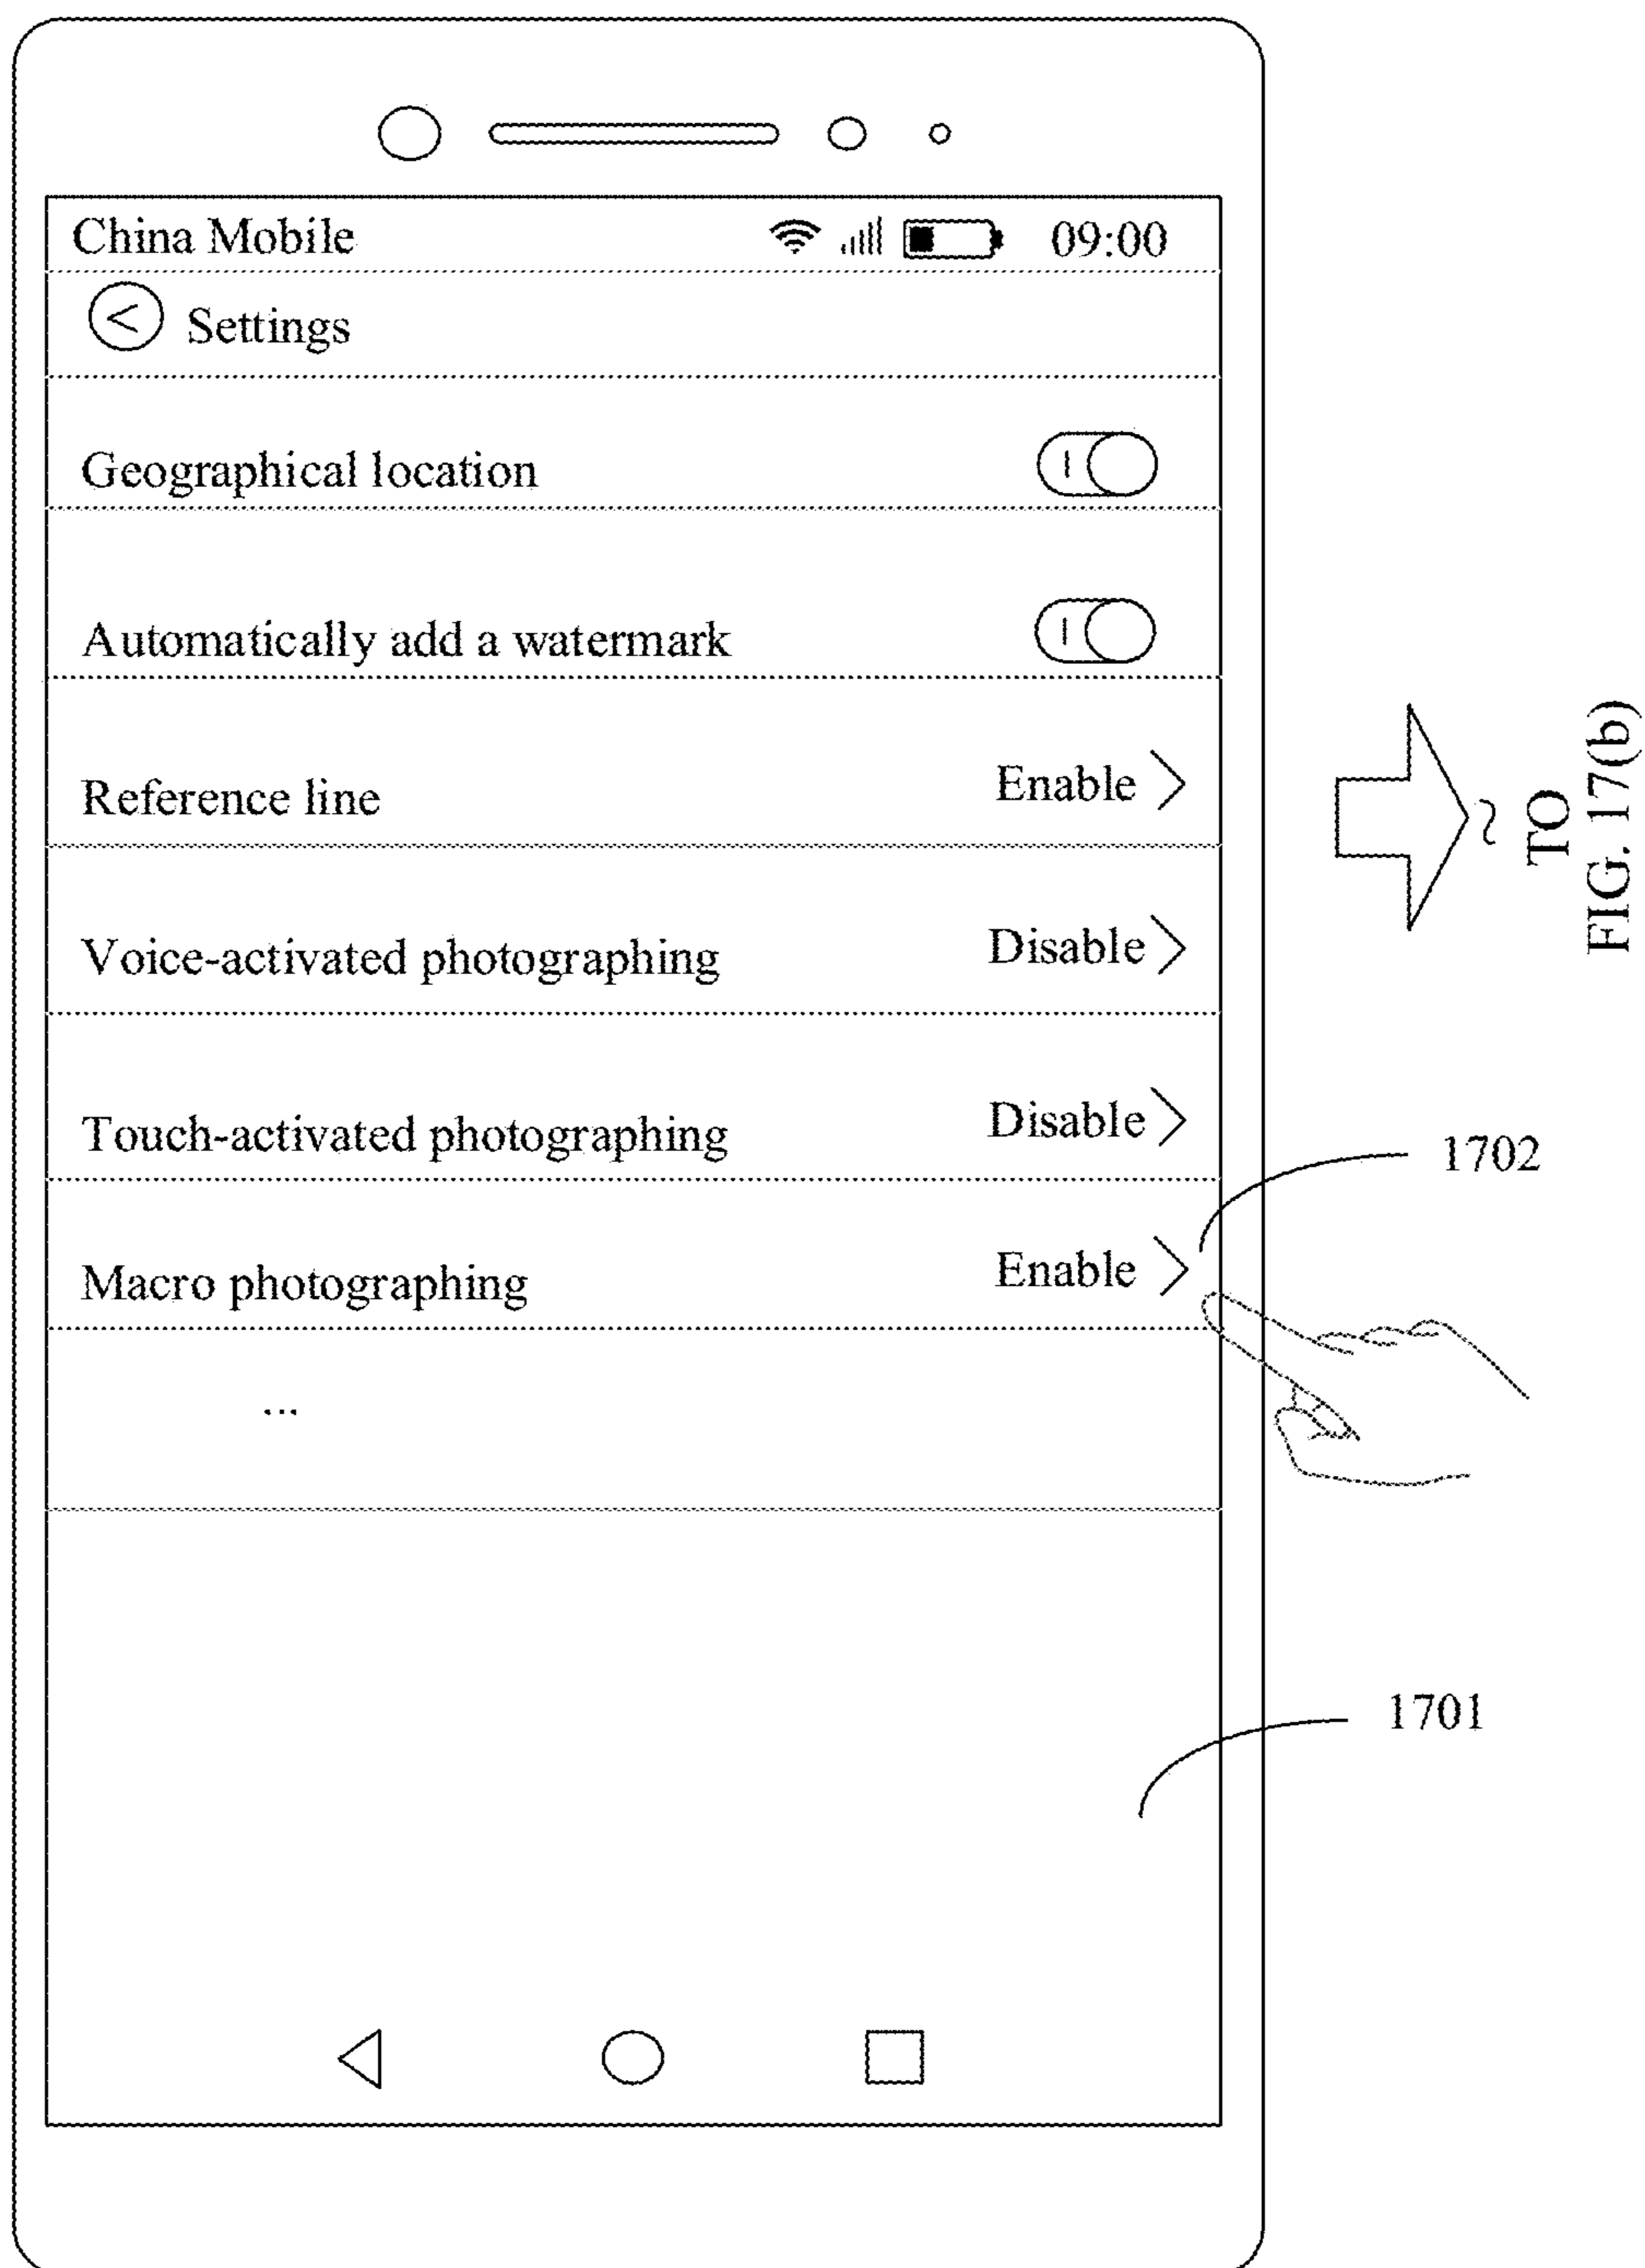 China Mobile 09:00
Settings
Geographical location
Automatically add a watermark
Reference line Enable
Voice-activated photographing Disable
Touch-activated photographing Disable
Macro photographing Enable
...
TO
FIG. 17(b)
1702
1701